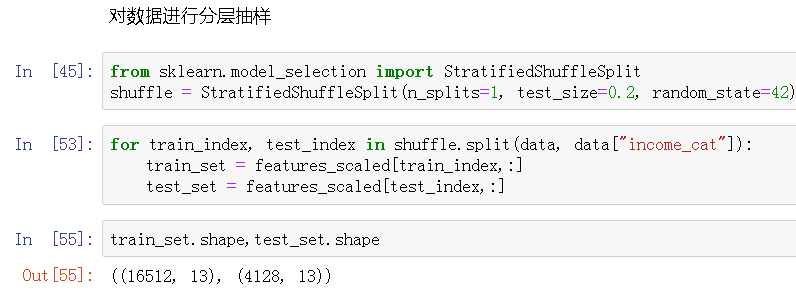 对数据进行分层抽样
In [45]: from sklearn.model_selection import StratifiedShuffleSplit
shuffle = StratifiedShuffleSplit(n_splits=1, test_size=0.2, random_state=42)
In [53]: for train_index, test_index in shuffle.split(data, data["income_cat"]):
    train_set = features_scaled[train_index,:]
    test_set = features_scaled[test_index,:]
In [55]: train_set.shape,test_set.shape
Out[55]: ((16512, 13), (4128, 13))